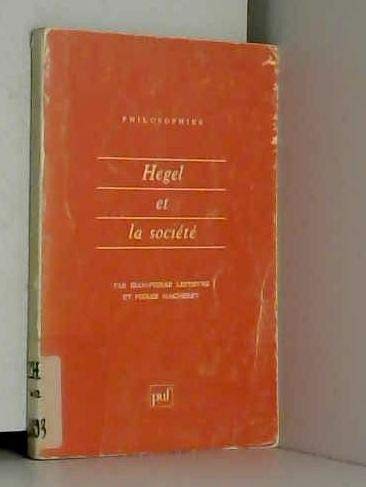 PHILOSOPHIES
Hegel
et
la société
PAR JEAN-PIERRE LEFEBVRE
ET PIERRE MACHEREY
puf